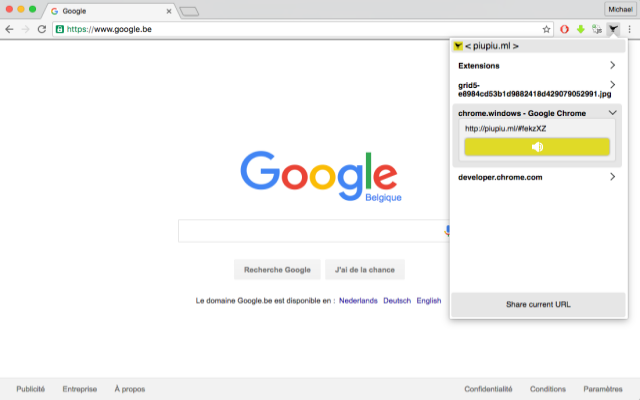 Google
Michael
https://www.google.be
< piupiu.ml >
Extensions
grid5-
e8984cd53b1d9882418d429079052991.jpg
chrome.windows - Google Chrome
http://piupiu.ml/#fekzXZ
developer.chrome.com
Share current URL
Google
Belgique
Recherche Google
J'ai de la chance
Le domaine Google.be est disponible en : Nederlands Deutsch English
Publicité Entreprise À propos
Confidentialité Conditions Paramètres